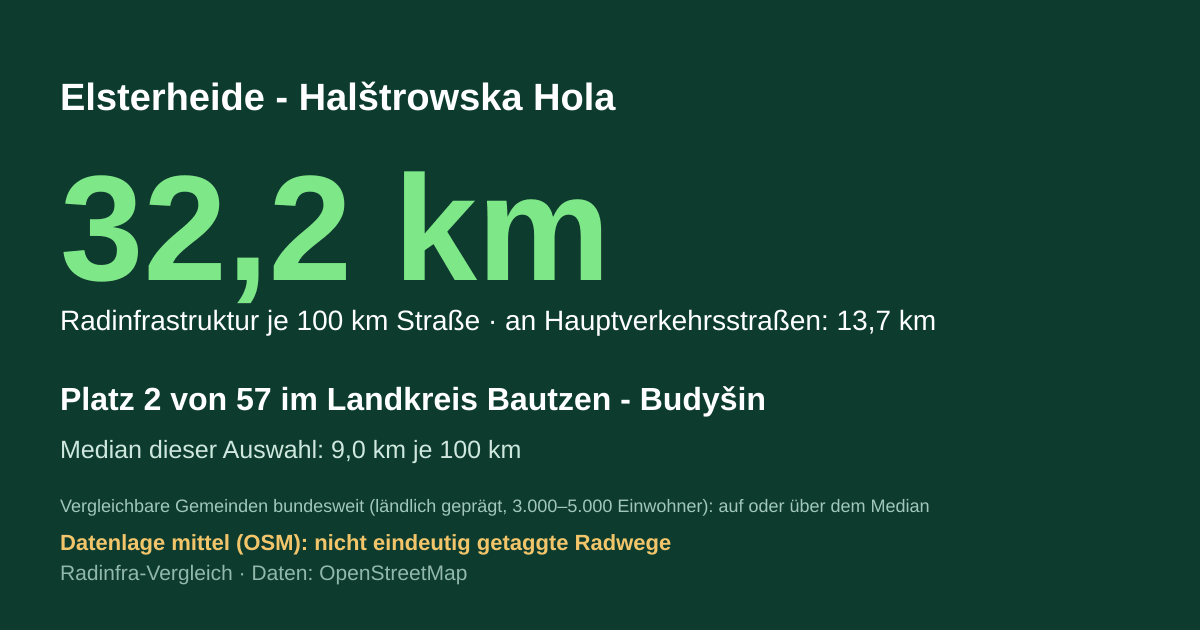 Elsterheide - Halštrowska Hola
32,2 km
Radinfrastruktur je 100 km Straße · an Hauptverkehrsstraßen: 13,7 km
Platz 2 von 57 im Landkreis Bautzen - Budyšin
Median dieser Auswahl: 9,0 km je 100 km
Vergleichbare Gemeinden bundesweit (ländlich geprägt, 3.000–5.000 Einwohner): auf oder über dem Median
Datenlage mittel (OSM): nicht eindeutig getaggte Radwege
Radinfra-Vergleich · Daten: OpenStreetMap